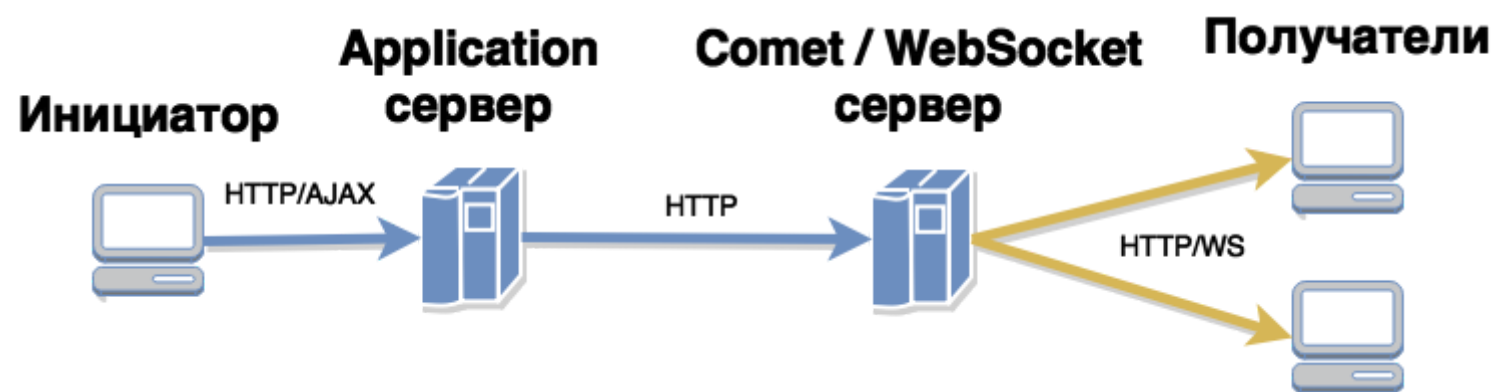 Инициатор
Application
сервер
Comet / WebSocket
сервер
Получатели
HTTP/AJAX
HTTP
HTTP/WS